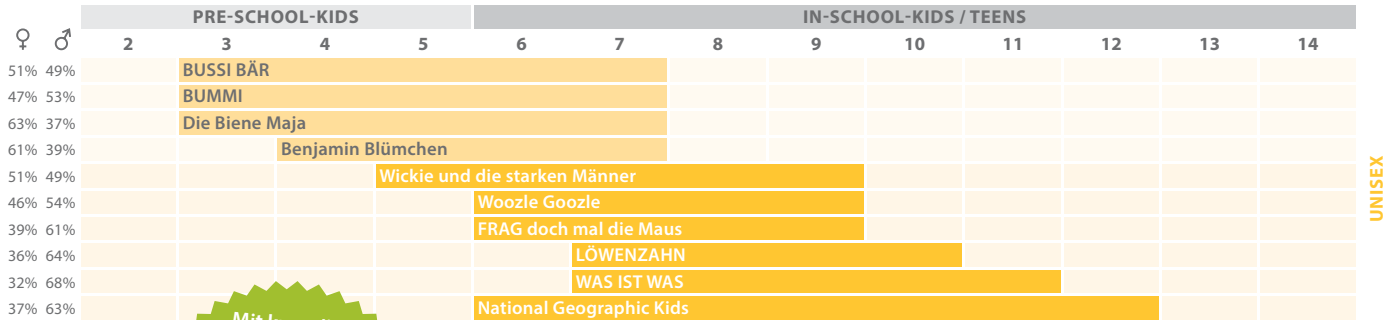 PRE-SCHOOL-KIDS IN-SCHOOL-KIDS / TEENS
♀ ♂ 2 3 4 5 6 7 8 9 10 11 12 13 14
51% 49% BUSSI BÄR
47% 53% BUMMI
63% 37% Die Biene Maja
61% 39% Benjamin Blümchen
51% 49% Wickie und die starken Männer
46% 54% Woozle Goozle
39% 61% FRAG doch mal die Maus
36% 64% LÖWENZAHN
32% 68% WAS IST WAS
37% 63% National Geographic Kids
UNISEX
Mit